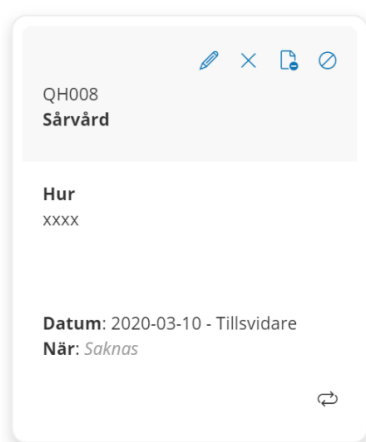 QH008
Sårvård
Hur
xxxx
Datum: 2020-03-10 - Tillsvidare
När: Saknas